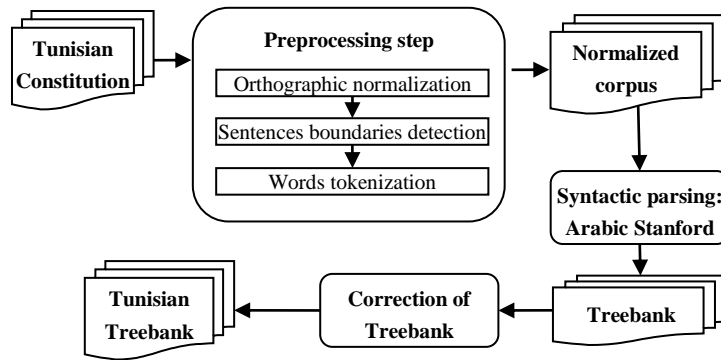 Tunisian
Constitution
Preprocessing step
Orthographic normalization
Sentences boundaries detection
Words tokenization
Normalized
corpus
Syntactic parsing:
Arabic Stanford
Treebank
Correction of
Treebank
Tunisian
Treebank